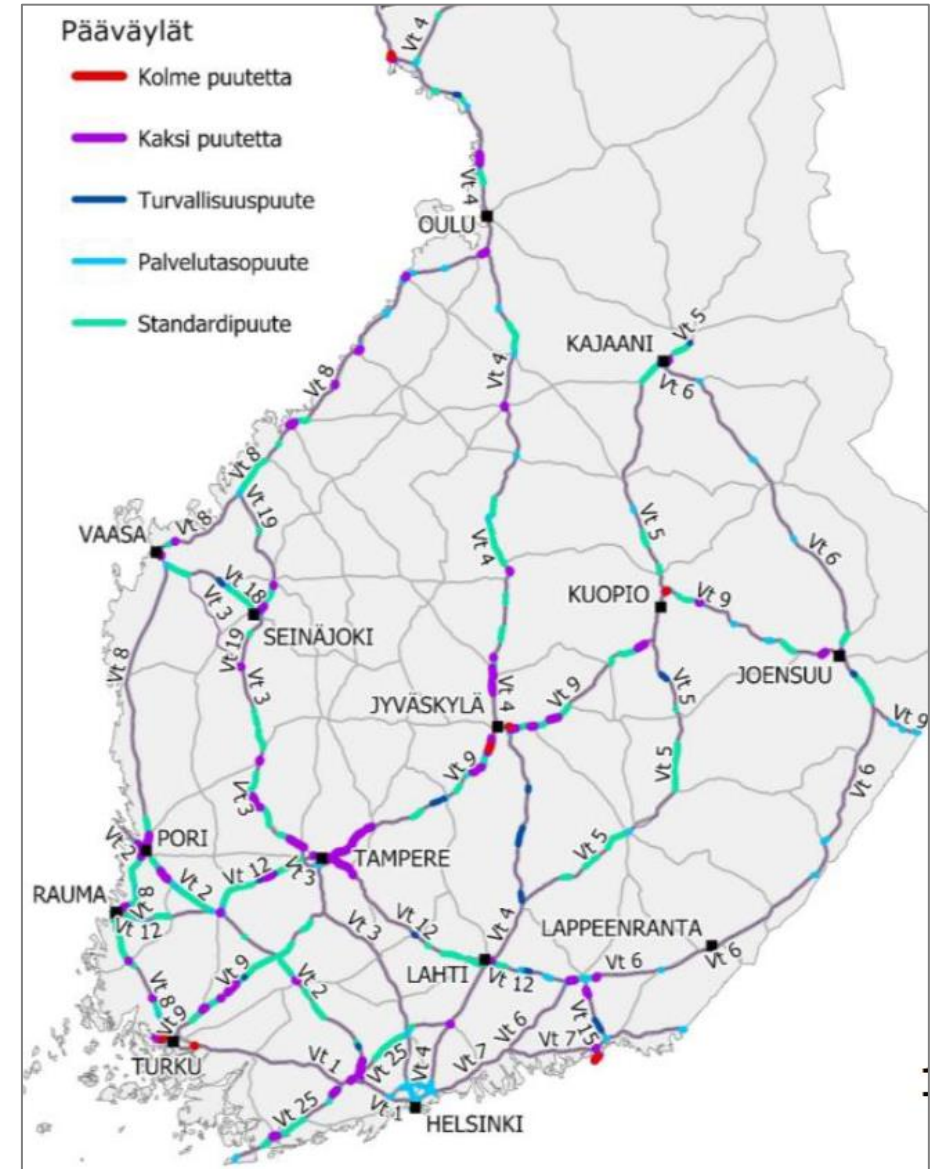 Pääväylät
Kolme puutetta
Kaksi puutetta
Turvallisuuspuute
Palvelutasopuute
Standardipuute
Vt 4
Vt 4
OULU
Vt 5
KAJAANI
Vt 6
Vt 4
Vt 8
Vt 8
Vt 19
Vt 8
VAASA
Vt 5
Vt 4
Vt 6
Vt 18
Vt 3
KUOPIO
Vt 9
SEINÄJOKI
Vt 19
Vt 8
Vt 3
JOENSUU
Vt 5
JYVÄSKYLÄ
Vt 4
Vt 9
Vt 9
Vt 5
Vt 9
Vt 6
Vt 3
Vt 2
PORI
Vt 5
TAMPERE
Vt 3
Vt 12
Vt 2
RAUMA
Vt 8
Vt 12
Vt 12
Vt 3
Vt 4
LAPPEENRANTA
Vt 6
Vt 6
LAHTI
Vt 12
Vt 9
Vt 2
Vt 8
Vt 9
Vt 6
Vt 7
Vt 15
TURKU
Vt 1
Vt 25
Vt 4
Vt 7
Vt 25
Vt 1
HELSINKI